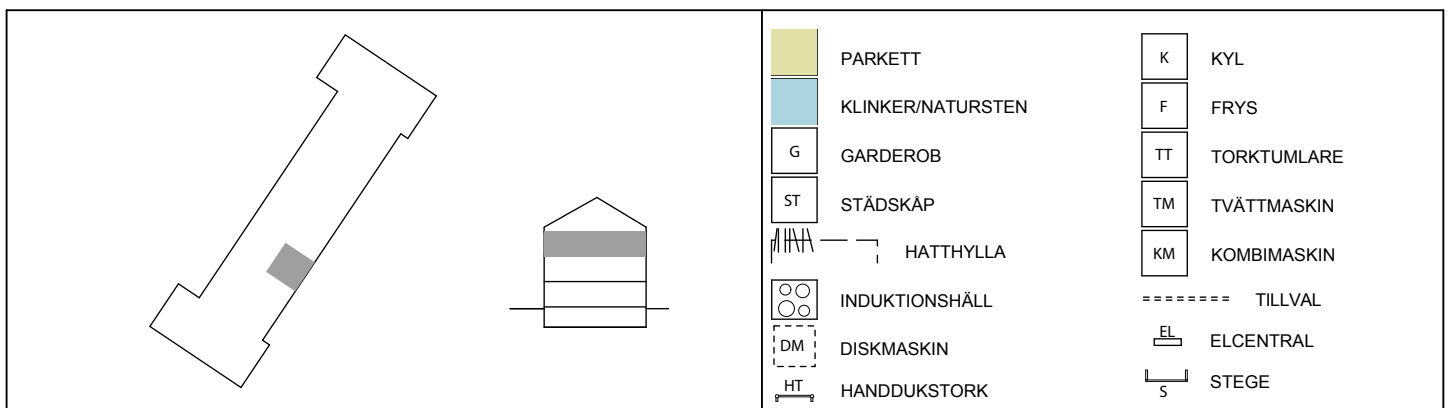 PARKETT
KLINKER/NATURSTEN
G GARDEROB
ST STÄDSKÅP
HATTHYLLA
INDUKTIONSHÄLL
DM DISKMASKIN
HT HANDDUKSTORK
K KYL
F FRYS
TT TORKTUMLARE
TM TVÄTTMASKIN
KM KOMBIMASKIN
TILLVAL
EL ELCENTRAL
S STEGE